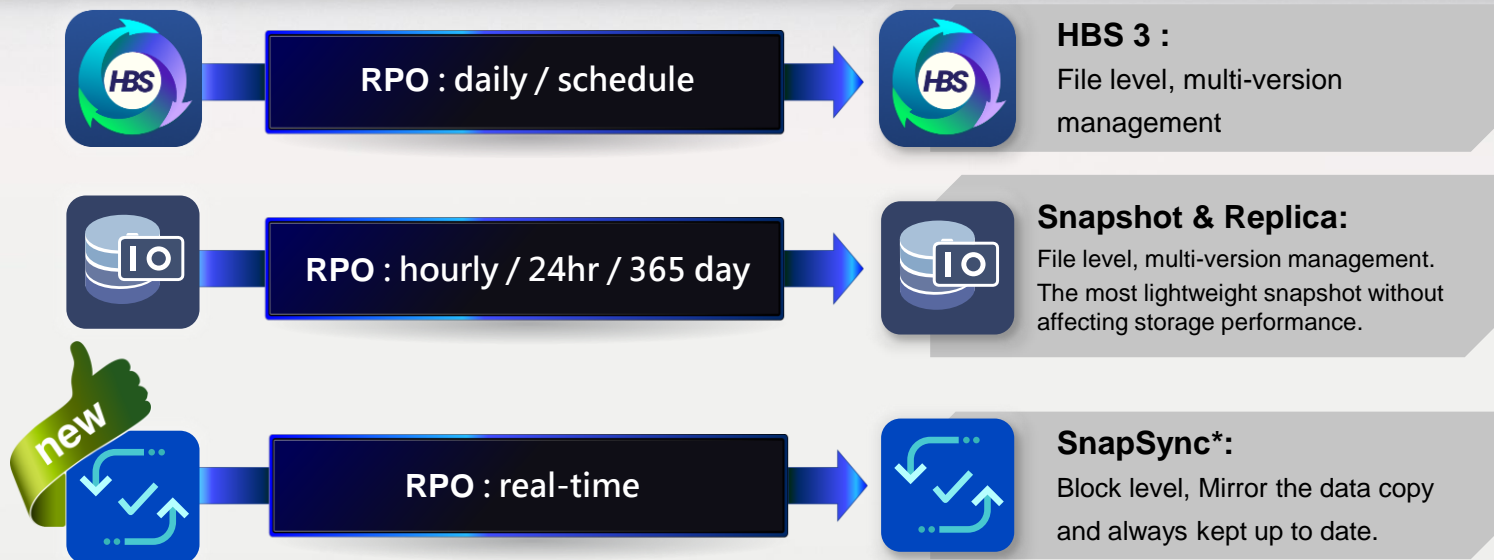 HBS
RPO : daily / schedule
HBS
HBS 3 :
File level, multi-version
management
RPO : hourly / 24hr / 365 day
Snapshot & Replica:
File level, multi-version management.
The most lightweight snapshot without
affecting storage performance.
new
RPO : real-time
SnapSync*:
Block level, Mirror the data copy
and always kept up to date.